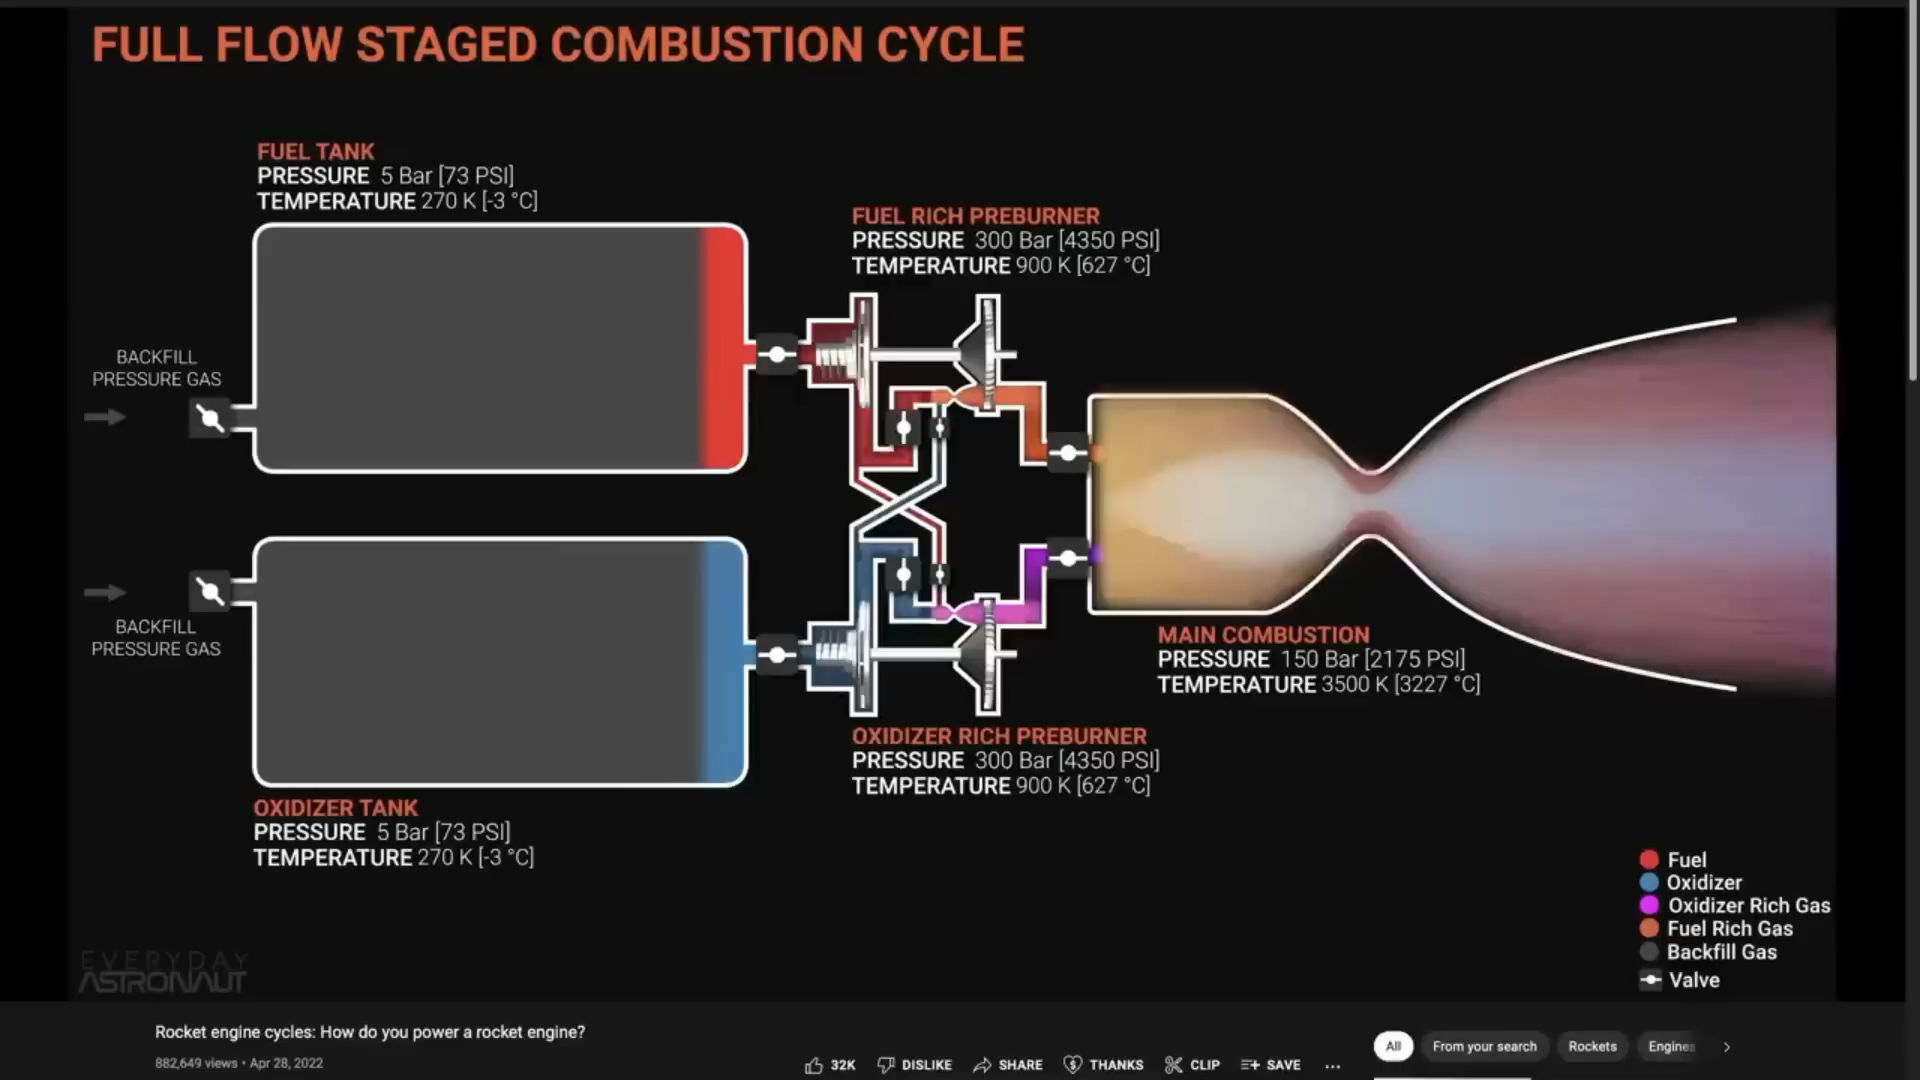 FULL FLOW STAGED COMBUSTION CYCLE
FUEL TANK
PRESSURE 5 Bar [73 PSI]
TEMPERATURE 270 K [-3 °C]
FUEL RICH PREBURNER
PRESSURE 300 Bar [4350 PSI]
TEMPERATURE 900 K [627 °C]
BACKFILL
PRESSURE GAS
BACKFILL
PRESSURE GAS
MAIN COMBUSTION
PRESSURE 150 Bar [2175 PSI]
TEMPERATURE 3500 K [3227 °C]
OXIDIZER RICH PREBURNER
PRESSURE 300 Bar [4350 PSI]
TEMPERATURE 900 K [627 °C]
OXIDIZER TANK
PRESSURE 5 Bar [73 PSI]
TEMPERATURE 270 K [-3 °C]
Fuel
Oxidizer
Oxidizer Rich Gas
Fuel Rich Gas
Backfill Gas
Valve
EVERYDAY
ASTRONAUT
Rocket engine cycles: How do you power a rocket engine?
882,649 views • Apr 28, 2022
32K DISLIKE SHARE THANKS CLIP SAVE ...
All From your search Rockets Engines